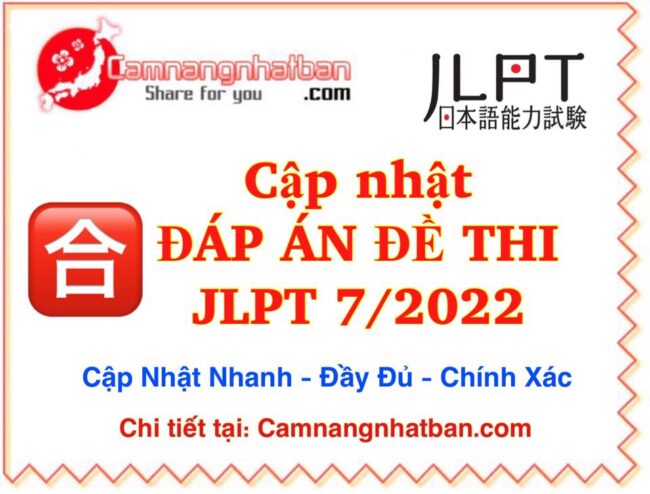 Camnangnhatban
Share for you .com
JLPT
日本語能力試験
Cập nhật
合
ĐÁP ÁN ĐỀ THI
JLPT 7/2022
Cập Nhật Nhanh - Đầy Đủ - Chính Xác
Chi tiết tại: Camnangnhatban.com